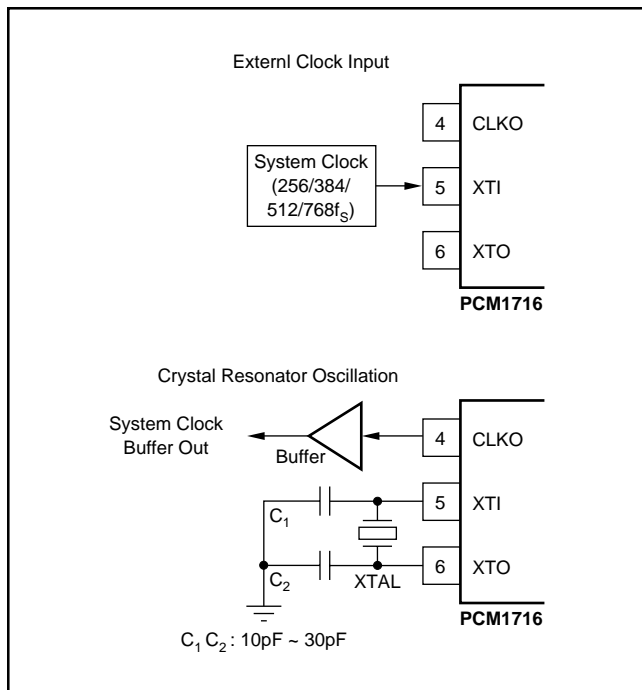 Externl Clock Input
4 CLKO
System Clock
(256/384/
512/768fS)
5 XTI
6 XTO
PCM1716
Crystal Resonator Oscillation
System Clock
Buffer Out
Buffer
4 CLKO
C1
5 XTI
C2
XTAL
6 XTO
PCM1716
C1 C2 : 10pF ~ 30pF